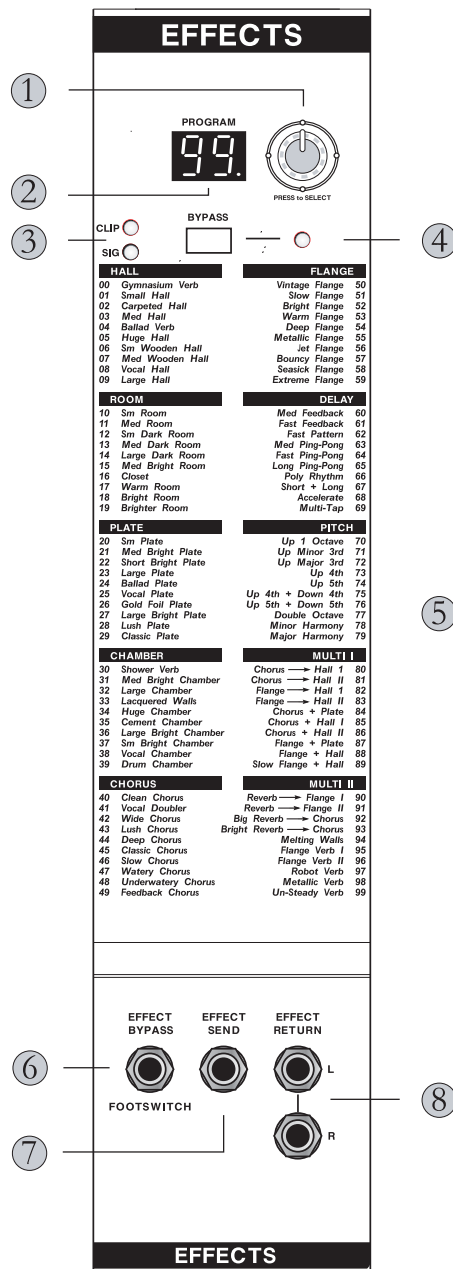 EFFECTS
1
PROGRAM
99.
2
PRESS to SELECT
BYPASS
CLIP
3
SIG
4
HALL
00 Gymnasium Verb
01 Small Hall
02 Carpeted Hall
03 Med Hall
04 Ballad Verb
05 Huge Hall
06 Sm Wooden Hall
07 Med Wooden Hall
08 Vocal Hall
09 Large Hall
FLANGE
Vintage Flange 50
Slow Flange 51
Bright Flange 52
Warm Flange 53
Deep Flange 54
Metallic Flange 55
Jet Flange 56
Bouncy Flange 57
Seasick Flange 58
Extreme Flange 59
ROOM
10 Sm Room
11 Med Room
12 Sm Dark Room
13 Med Dark Room
14 Large Dark Room
15 Med Bright Room
16 Closet
17 Warm Room
18 Bright Room
19 Brighter Room
DELAY
Med Feedback 60
Fast Feedback 61
Fast Pattern 62
Med Ping-Pong 63
Fast Ping-Pong 64
Long Ping-Pong 65
Poly Rhythm 66
Short + Long 67
Accelerate 68
Multi-Tap 69
PLATE
20 Sm Plate
21 Med Bright Plate
22 Short Bright Plate
23 Large Plate
24 Ballad Plate
25 Vocal Plate
26 Gold Foil Plate
27 Large Bright Plate
28 Lush Plate
29 Classic Plate
PITCH
Up 1 Octave 70
Up Minor 3rd 71
Up Major 3rd 72
Up 4th 73
Up 5th 74
Up 4th + Down 4th 75
Up 5th + Down 5th 76
Double Octave 77
Minor Harmony 78
Major Harmony 79
5
CHAMBER
30 Shower Verb
31 Med Bright Chamber
32 Large Chamber
33 Lacquered Walls
34 Huge Chamber
35 Cement Chamber
36 Large Bright Chamber
37 Sm Bright Chamber
38 Vocal Chamber
39 Drum Chamber
MULTI I
Chorus → Hall 1 80
Chorus → Hall II 81
Flange → Hall 1 82
Flange → Hall II 83
Chorus + Plate 84
Chorus + Hall I 85
Chorus + Hall II 86
Flange + Plate 87
Flange + Hall 88
Slow Flange + Hall 89
CHORUS
40 Clean Chorus
41 Vocal Doubler
42 Wide Chorus
43 Lush Chorus
44 Deep Chorus
45 Classic Chorus
46 Slow Chorus
47 Watery Chorus
48 Underwatery Chorus
49 Feedback Chorus
MULTI II
Reverb → Flange I 90
Reverb → Flange II 91
Big Reverb → Chorus 92
Bright Reverb → Chorus 93
Melting Walls 94
Flange Verb I 95
Flange Verb II 96
Robot Verb 97
Metallic Verb 98
Un-Steady Verb 99
EFFECT BYPASS
EFFECT SEND
EFFECT RETURN
6
L
FOOTSWITCH
8
7
R
EFFECTS